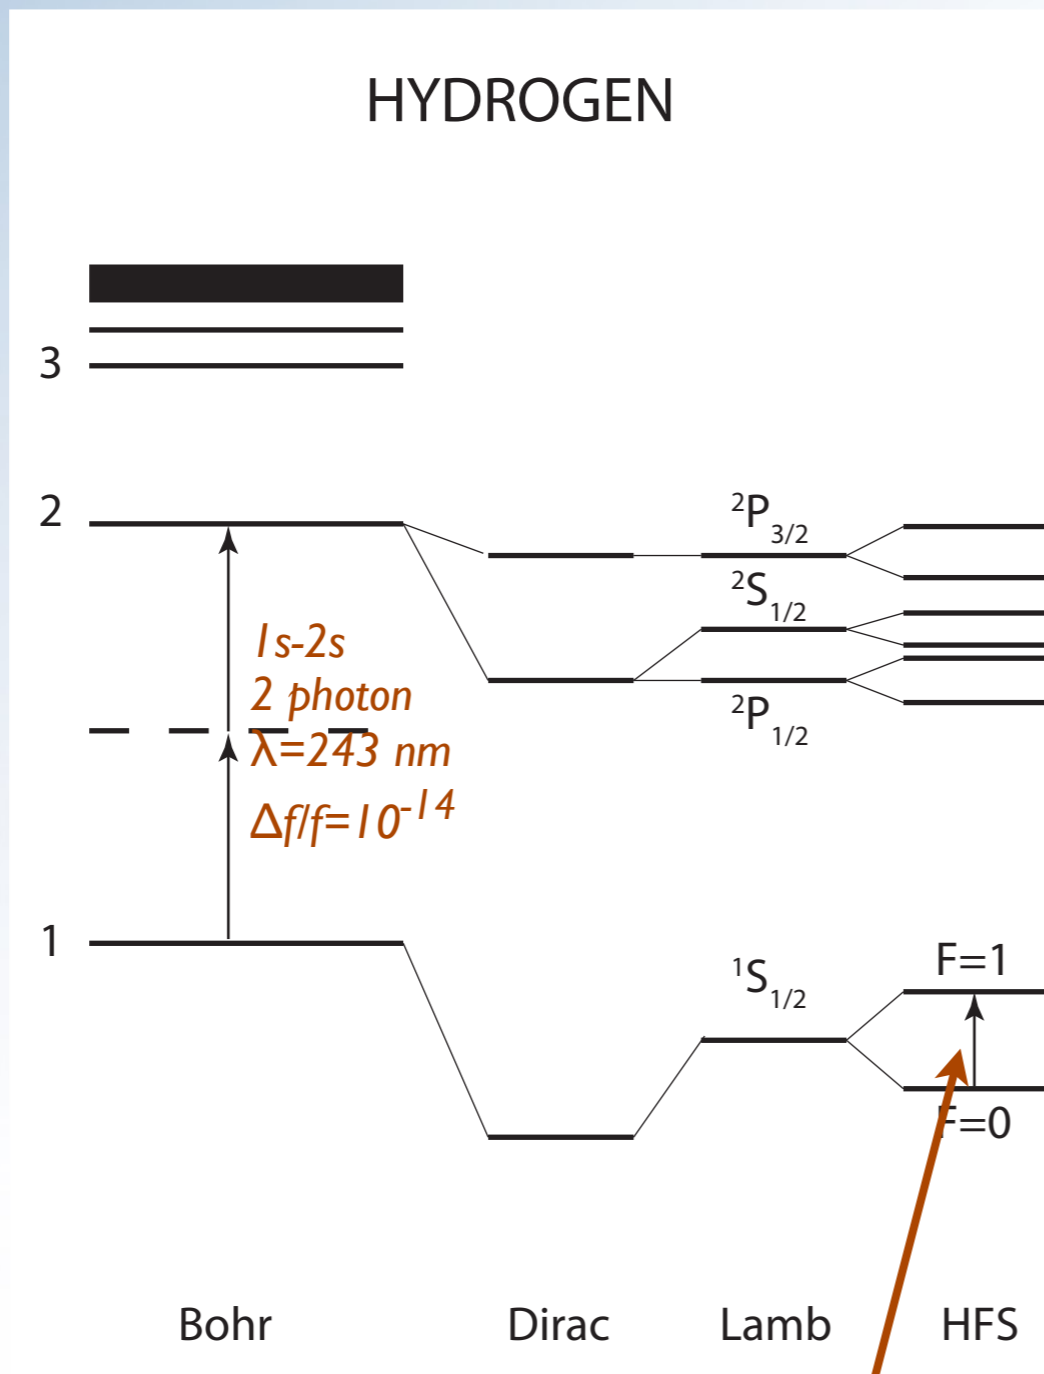 HYDROGEN
3
2
1s-2s
2 photon
λ=243 nm
Δf/f=10⁻¹⁴
1
²P₃/₂
²S₁/₂
²P₁/₂
¹S₁/₂
F=1
F=0
Bohr Dirac Lamb HFS